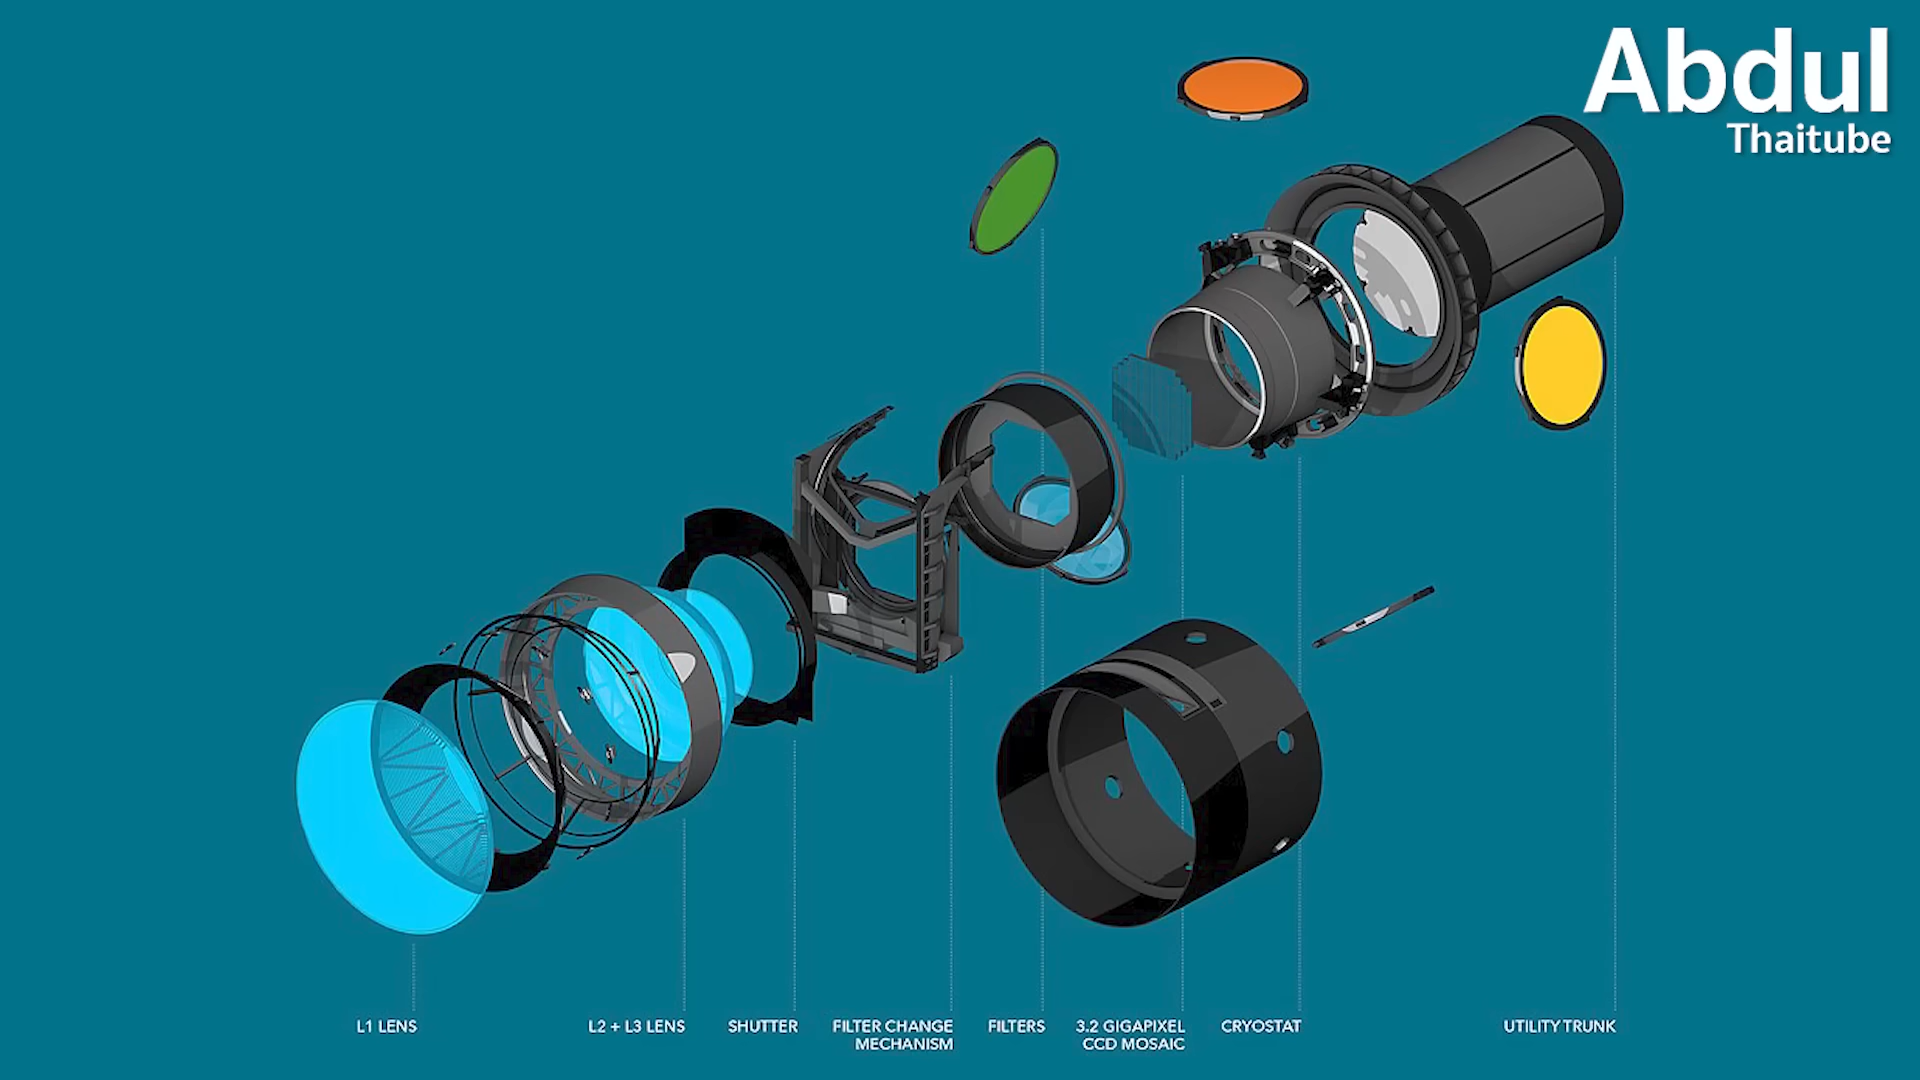 Abdul
Thaitube
L1 LENS
L2 + L3 LENS
SHUTTER
FILTER CHANGE
MECHANISM
FILTERS
3.2 GIGAPIXEL
CCD MOSAIC
CRYOSTAT
UTILITY TRUNK